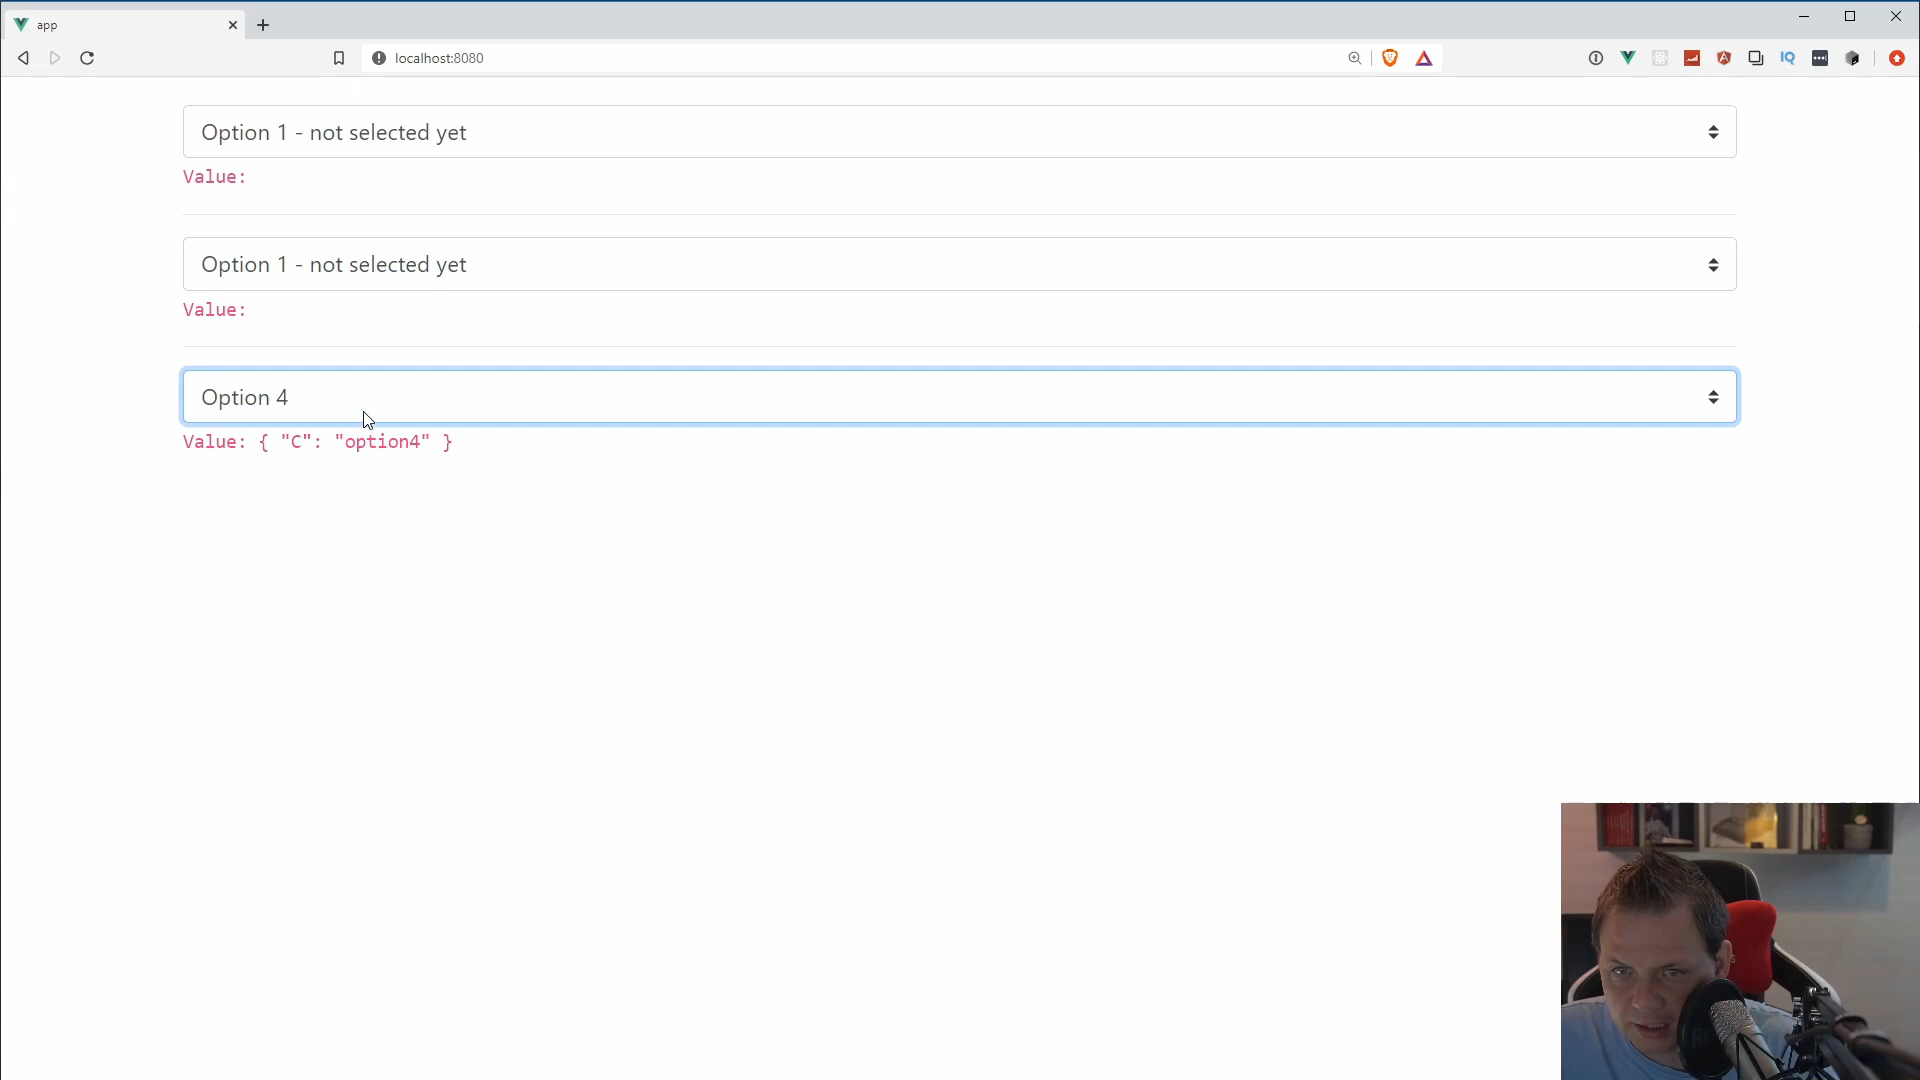 app
localhost:8080
IQ
Option 1 - not selected yet
Value:
Option 1 - not selected yet
Value:
Option 4
Value: { "C": "option4" }